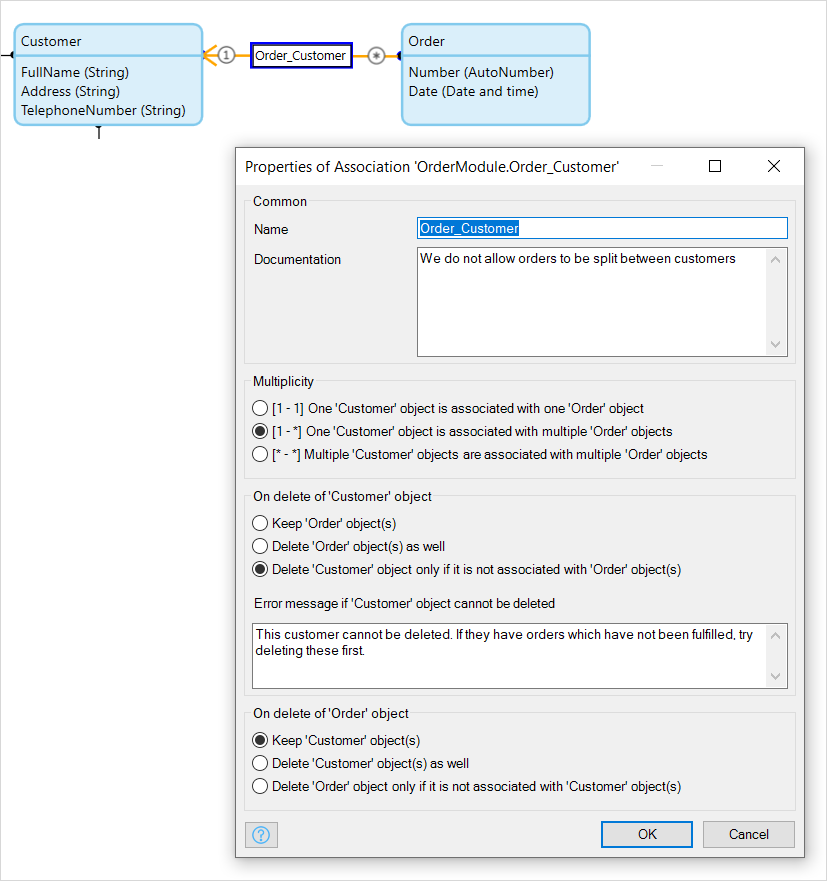 Customer
FullName (String)
Address (String)
TelephoneNumber (String)
1
Order_Customer
*
Order
Number (AutoNumber)
Date (Date and time)
Properties of Association 'OrderModule.Order_Customer'
Common
Name
Order_Customer
Documentation
We do not allow orders to be split between customers
Multiplicity
[1 - 1] One 'Customer' object is associated with one 'Order' object
[1 - *] One 'Customer' object is associated with multiple 'Order' objects
[* - *] Multiple 'Customer' objects are associated with multiple 'Order' objects
On delete of 'Customer' object
Keep 'Order' object(s)
Delete 'Order' object(s) as well
Delete 'Customer' object only if it is not associated with 'Order' object(s)
Error message if 'Customer' object cannot be deleted
This customer cannot be deleted. If they have orders which have not been fulfilled, try
deleting these first.
On delete of 'Order' object
Keep 'Customer' object(s)
Delete 'Customer' object(s) as well
Delete 'Order' object only if it is not associated with 'Customer' object(s)
?
OK
Cancel